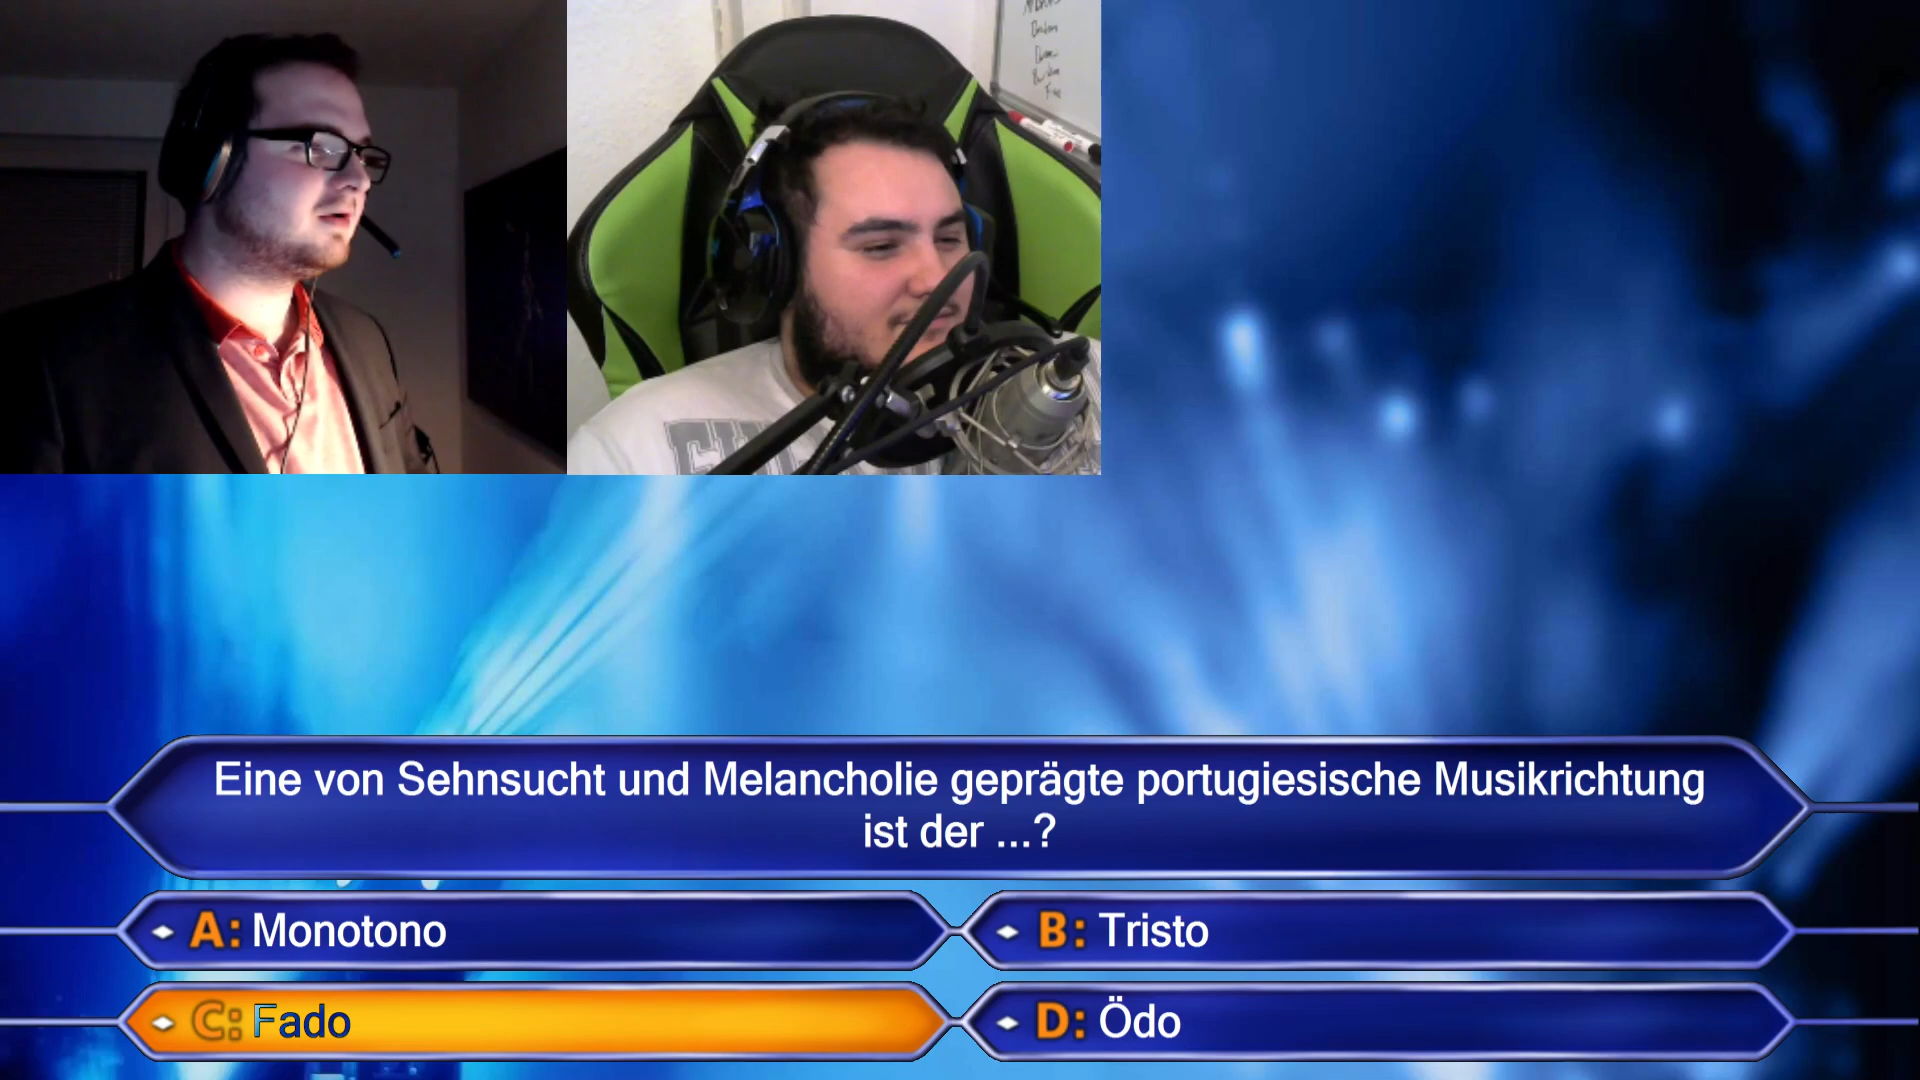 Eine von Sehnsucht und Melancholie geprägte portugiesische Musikrichtung
ist der ...?
A: Monotono
B: Tristo
C: Fado
D: Ödo